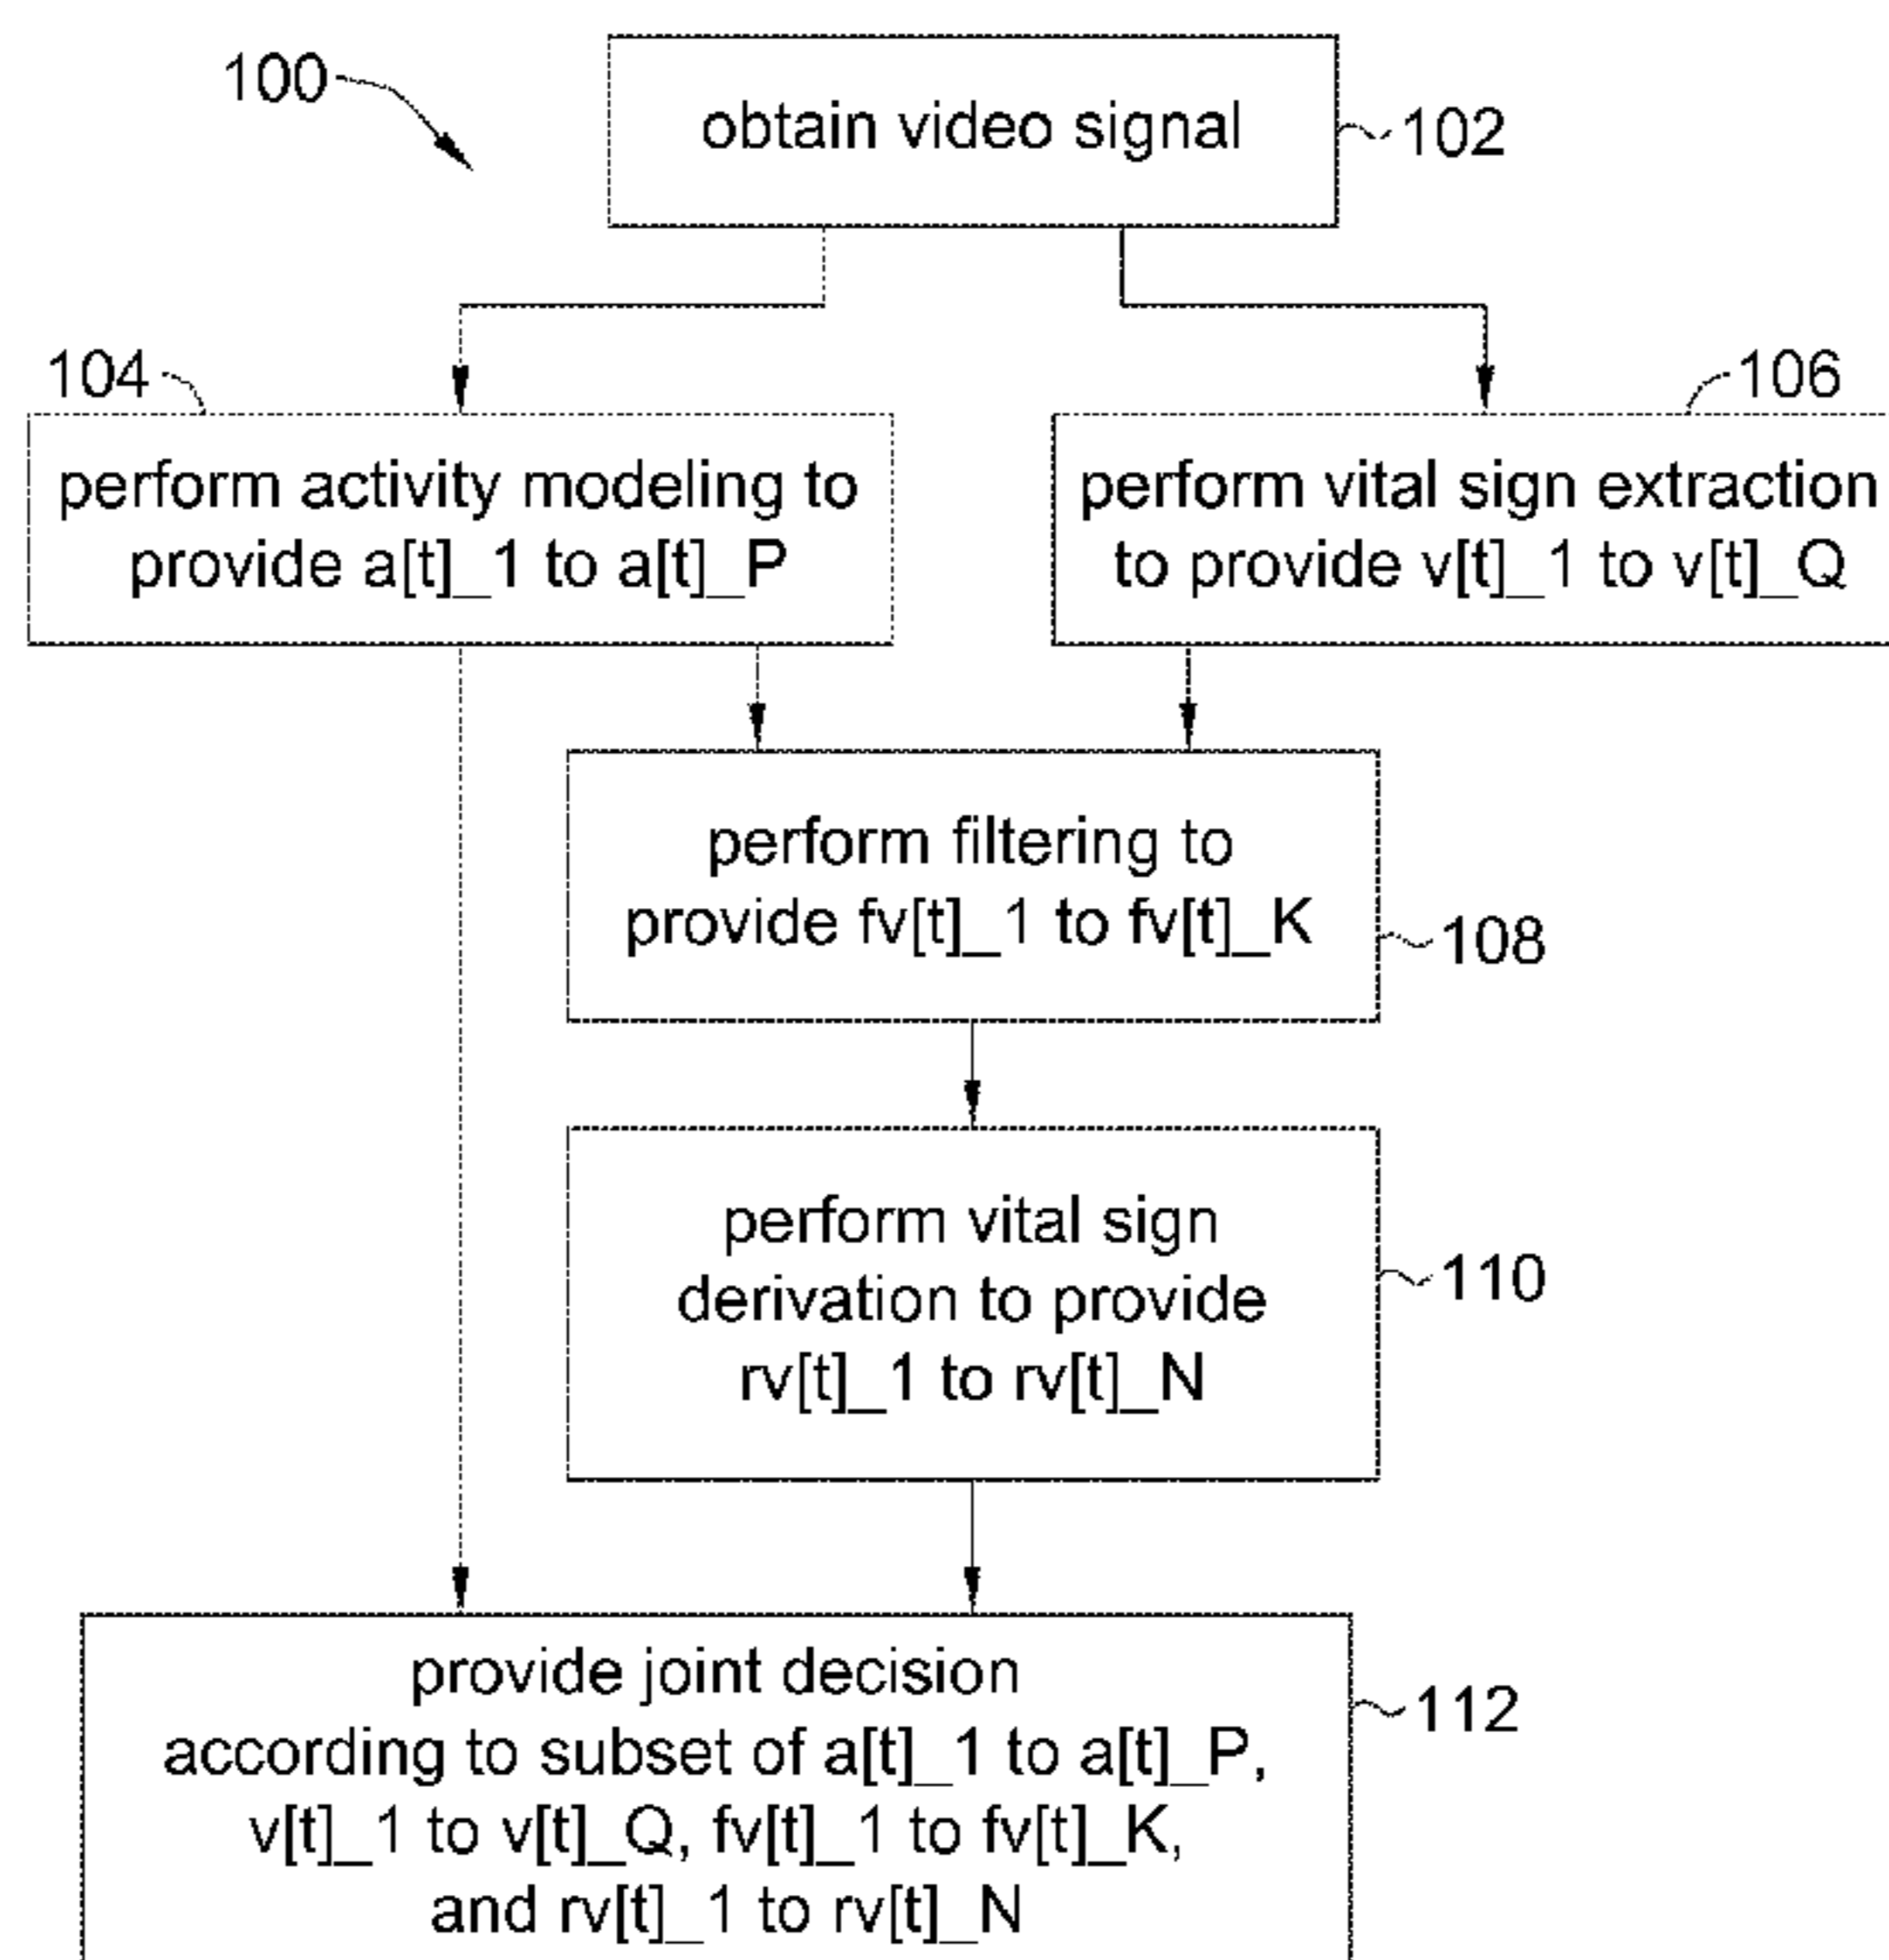 100
obtain video signal
102
104
106
perform activity modeling to
provide a[t]_1 to a[t]_P
perform vital sign extraction
to provide v[t]_1 to v[t]_Q
perform filtering to
provide fv[t]_1 to fv[t]_K
108
perform vital sign
derivation to provide
rv[t]_1 to rv[t]_N
110
provide joint decision
according to subset of a[t]_1 to a[t]_P,
v[t]_1 to v[t]_Q, fv[t]_1 to fv[t]_K,
and rv[t]_1 to rv[t]_N
112